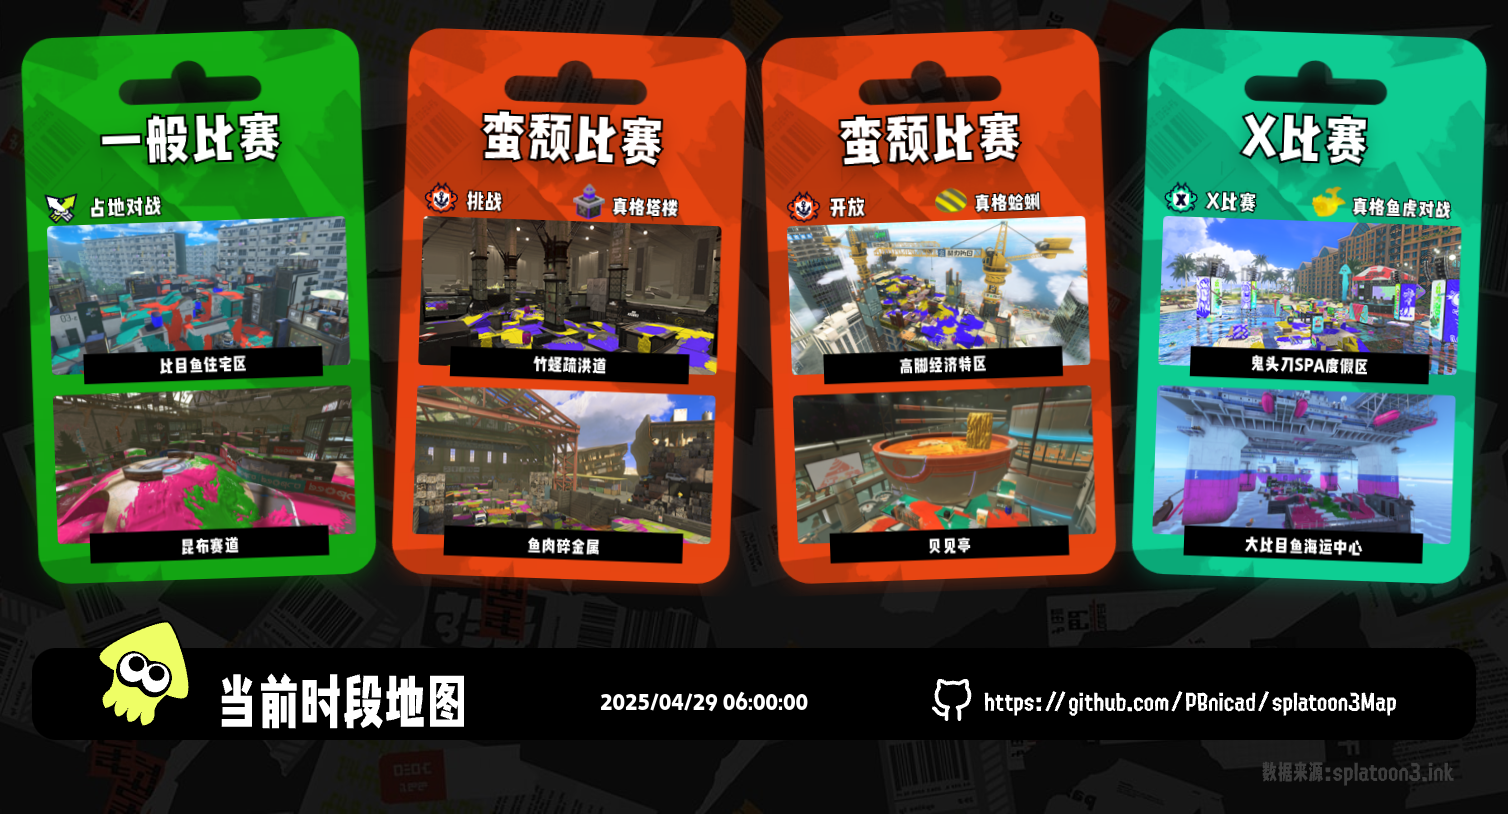 一般比赛
占地对战
比目鱼住宅区
昆布赛道
蛮颓比赛
挑战
真格塔楼
竹蛏疏洪道
鱼肉碎金属
蛮颓比赛
开放
真格蛤蜊
高脚经济特区
贝见亭
X比赛
X比赛
真格鱼虎对战
鬼头刀SPA度假区
大比目鱼海运中心
当前时段地图
2025/04/29 06:00:00
https://github.com/PBnicad/splatoon3Map
数据来源:splatoon3.ink